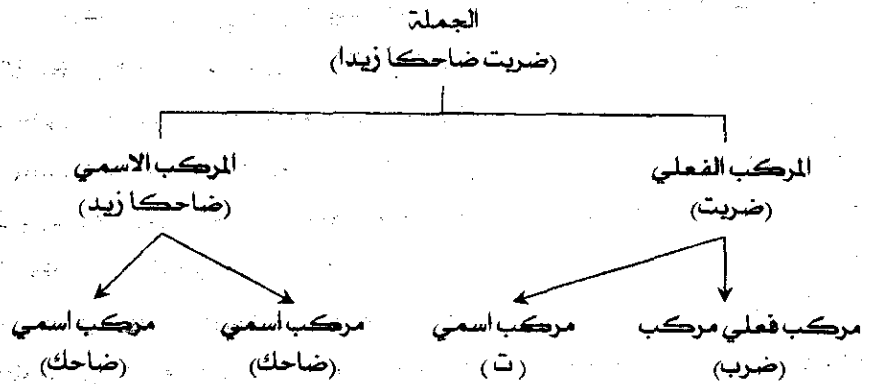 الجملة
(ضربت ضاحكا زيدا)
المركب الفعلي
المركب الاسمي
(ضربت)
(ضاحكا زيد)
مركب فعلي مركب
مركب اسمي
مركب اسمي
مركب اسمي
(ضرب)
(ت)
(ضاحك)
(ضاحك)